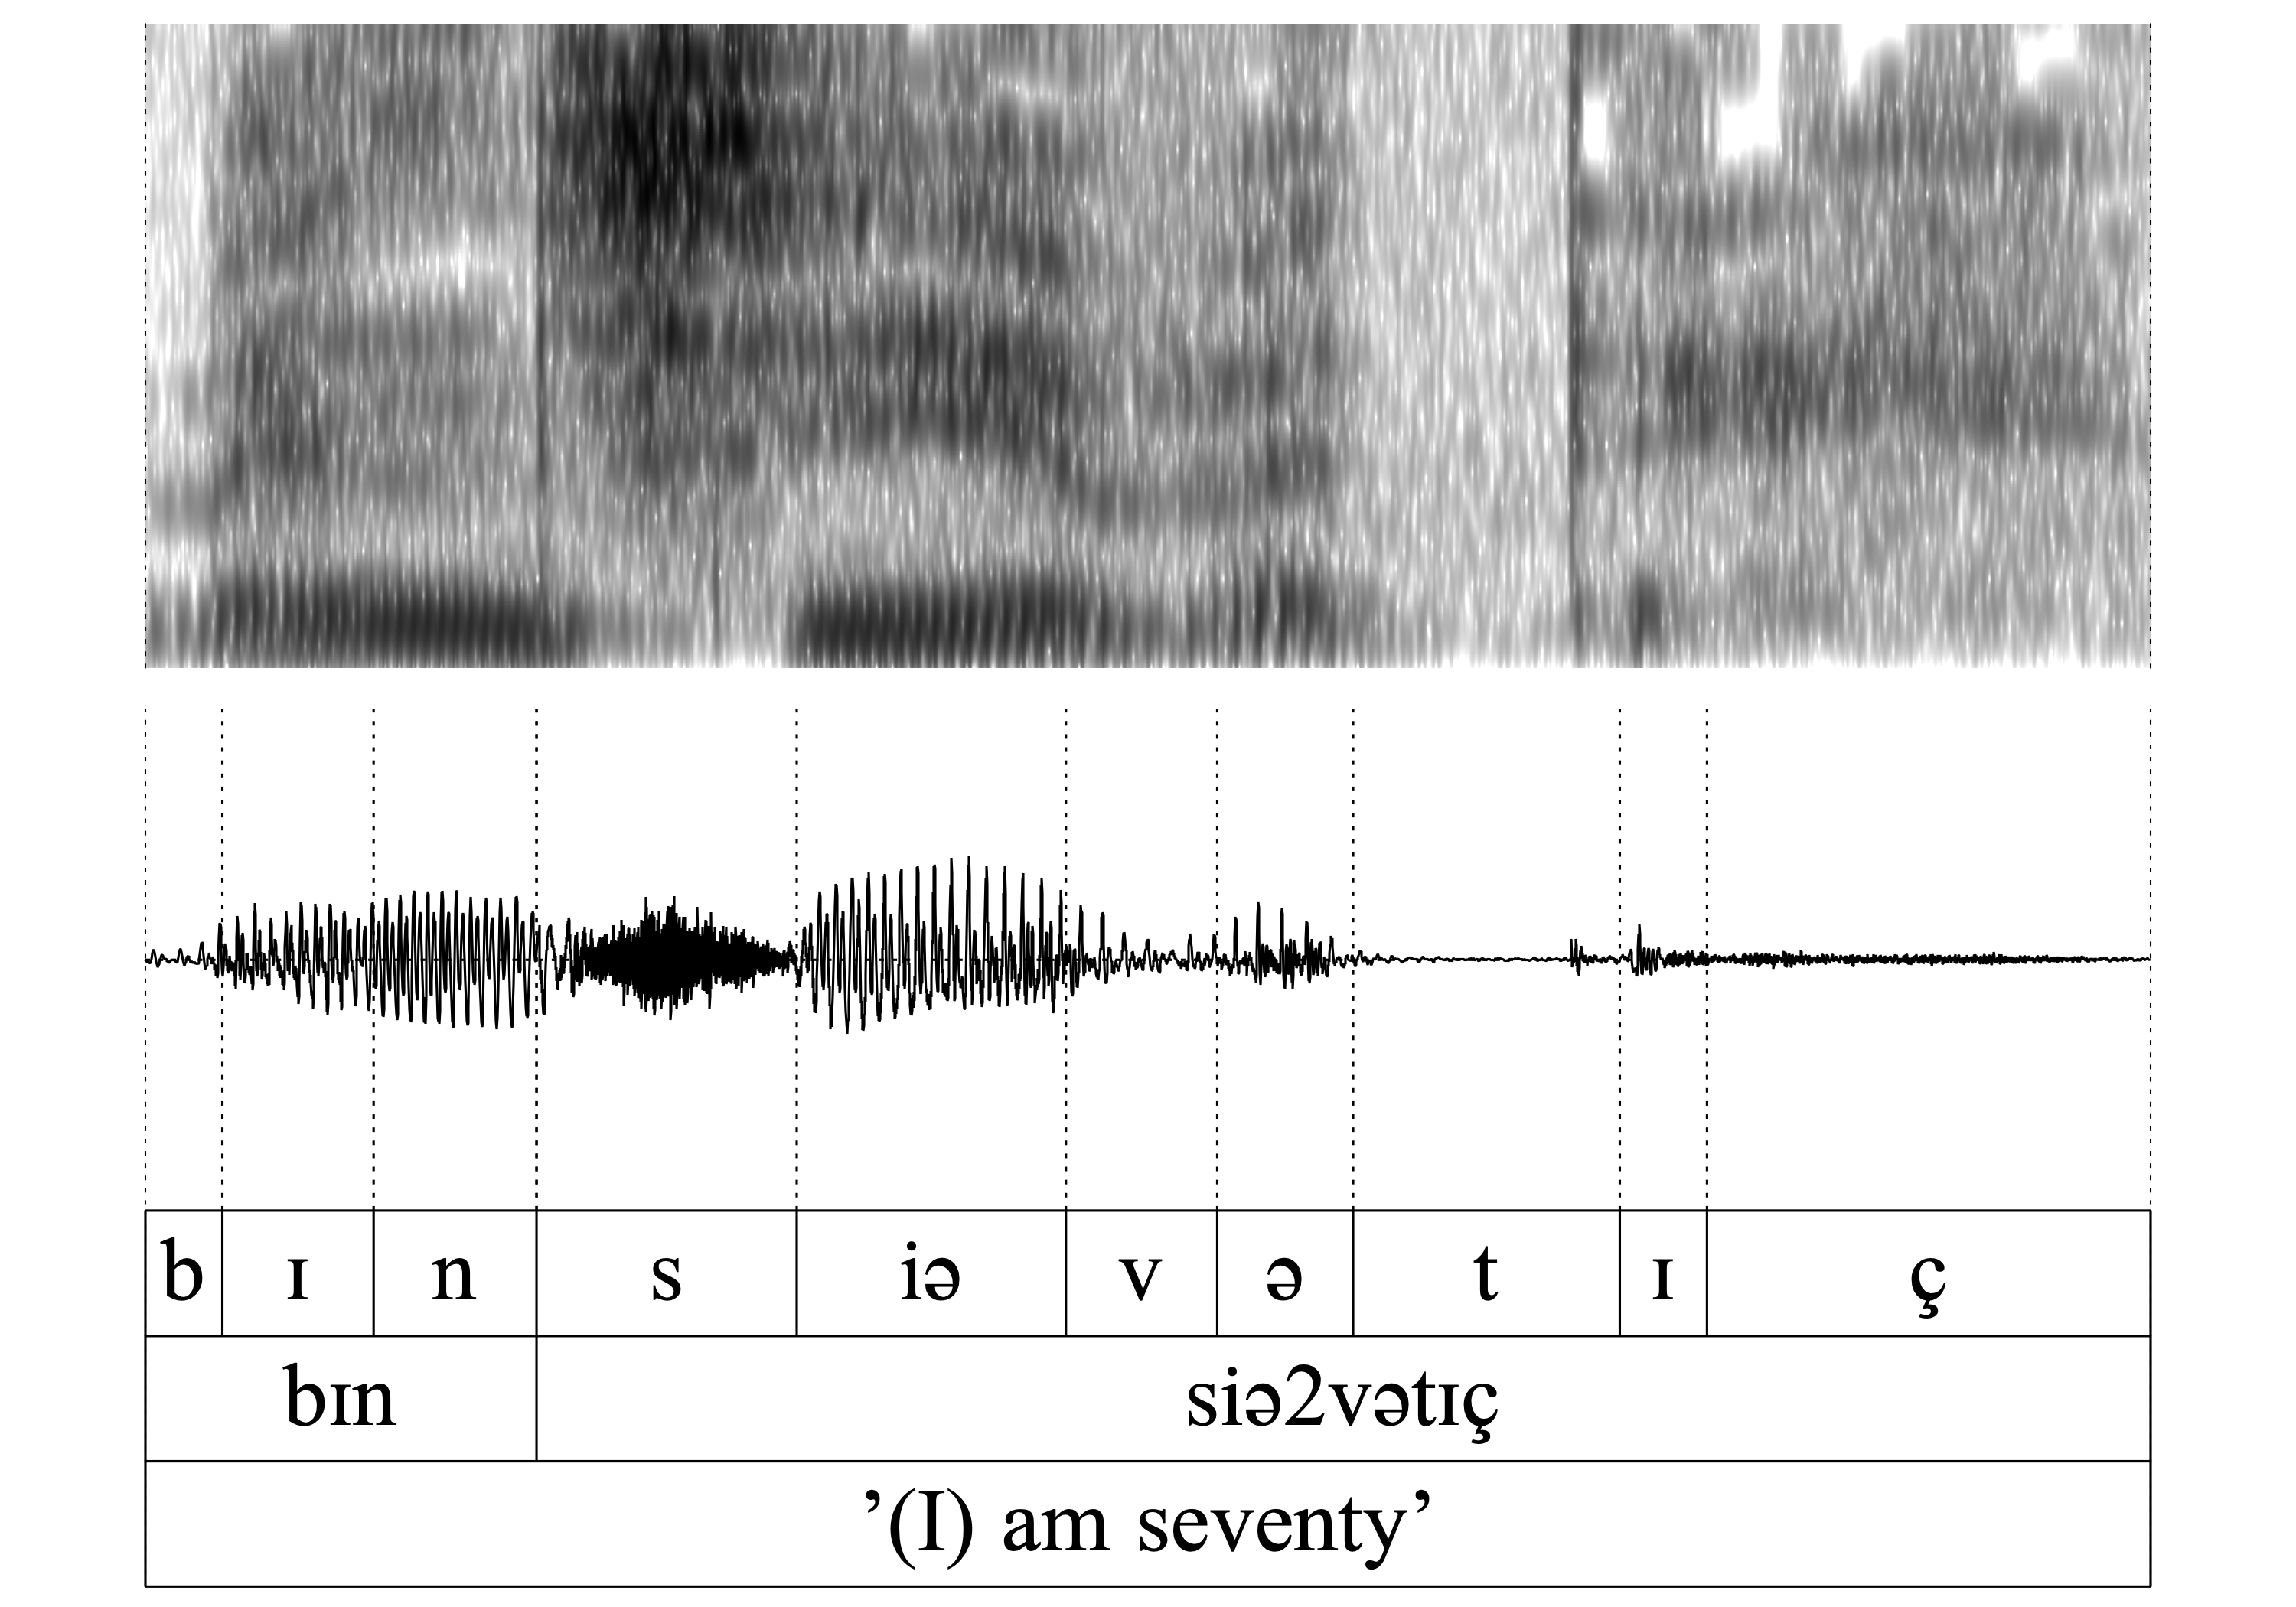 b ɪ n s iə v ə t ɪ ç
bɪn siə2vətɪç
’(I) am seventy’